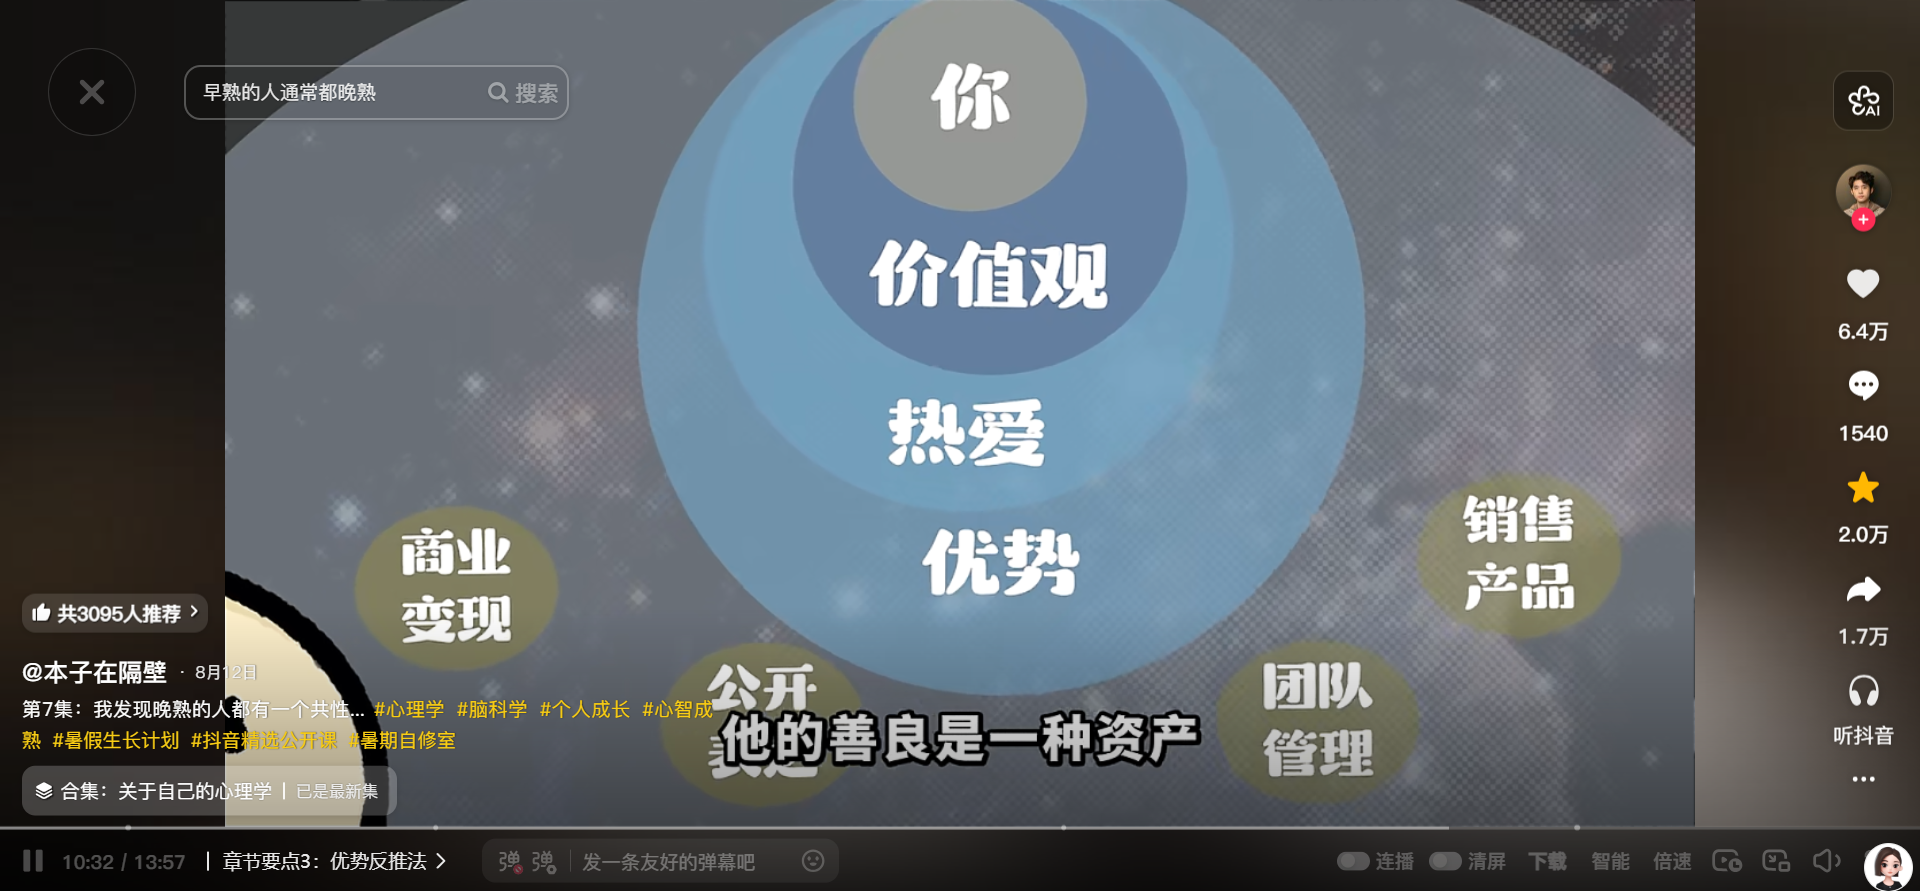 早熟的人通常都晚熟
搜索
AI
你
价值观
热爱
优势
商业
变现
公开
表达
团队
管理
销售
产品
他的善良是一种资产
6.4万
1540
2.0万
1.7万
听抖音
共3095人推荐
@本子在隔壁 · 8月12日
第7集：我发现晚熟的人都有一个共性... #心理学 #脑科学 #个人成长 #心智成
熟 #暑假生长计划 #抖音精选公开课 #暑期自修室
合集：关于自己的心理学 | 已是最新集
10:32 / 13:57 | 章节要点3：优势反推法
弹 弹 发一条友好的弹幕吧
连播 清屏 下载 智能 倍速